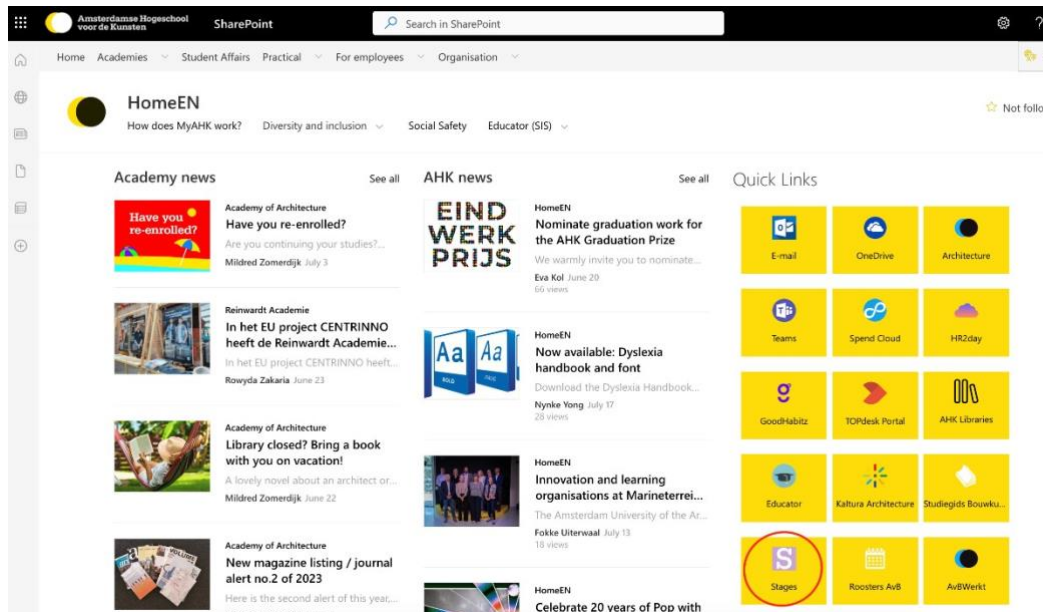 Amsterdamse Hogeschool
voor de Kunsten
SharePoint
Search in SharePoint
?
Home Academies Student Affairs Practical For employees Organisation
HomeEN
How does MyAHK work? Diversity and inclusion Social Safety Educator (SIS)
Not follo
Academy news
See all
Have you
re-enrolled?
Academy of Architecture
Have you re-enrolled?
Are you continuing your studies?...
Mildred Zomerdijk July 3
Reinwardt Academie
In het EU project CENTRINNO
heeft de Reinwardt Academie...
In het EU project CENTRINNO heeft...
Rowyda Zakaria June 23
Academy of Architecture
Library closed? Bring a book
with you on vacation!
A lovely novel about an architect or...
Mildred Zomerdijk June 22
VOLUME
Academy of Architecture
New magazine listing / journal
alert no.2 of 2023
Here is the second alert of this year,...
AHK news
See all
EIND
WERK
PRIJS
HomeEN
Nominate graduation work for
the AHK Graduation Prize
We warmly invite you to nominate...
Eva Kol June 20
66 views
Aa Aa
BOLD
HomeEN
Now available: Dyslexia
handbook and font
Download the Dyslexia Handbook...
Nynke Yong July 17
28 views
HomeEN
Innovation and learning
organisations at Marineterrei...
The Amsterdam University of the Ar...
Fokke Uiterwaal July 13
18 views
HomeEN
Celebrate 20 years of Pop with
Quick Links
E-mail
OneDrive
Architecture
Teams
Spend Cloud
HR2day
g
GoodHabitz
TOPdesk Portal
AHK Libraries
Educator
Kaltura Architecture
Studiegids Bouwku...
S
Stages
Roosters AvB
AvBWerkt